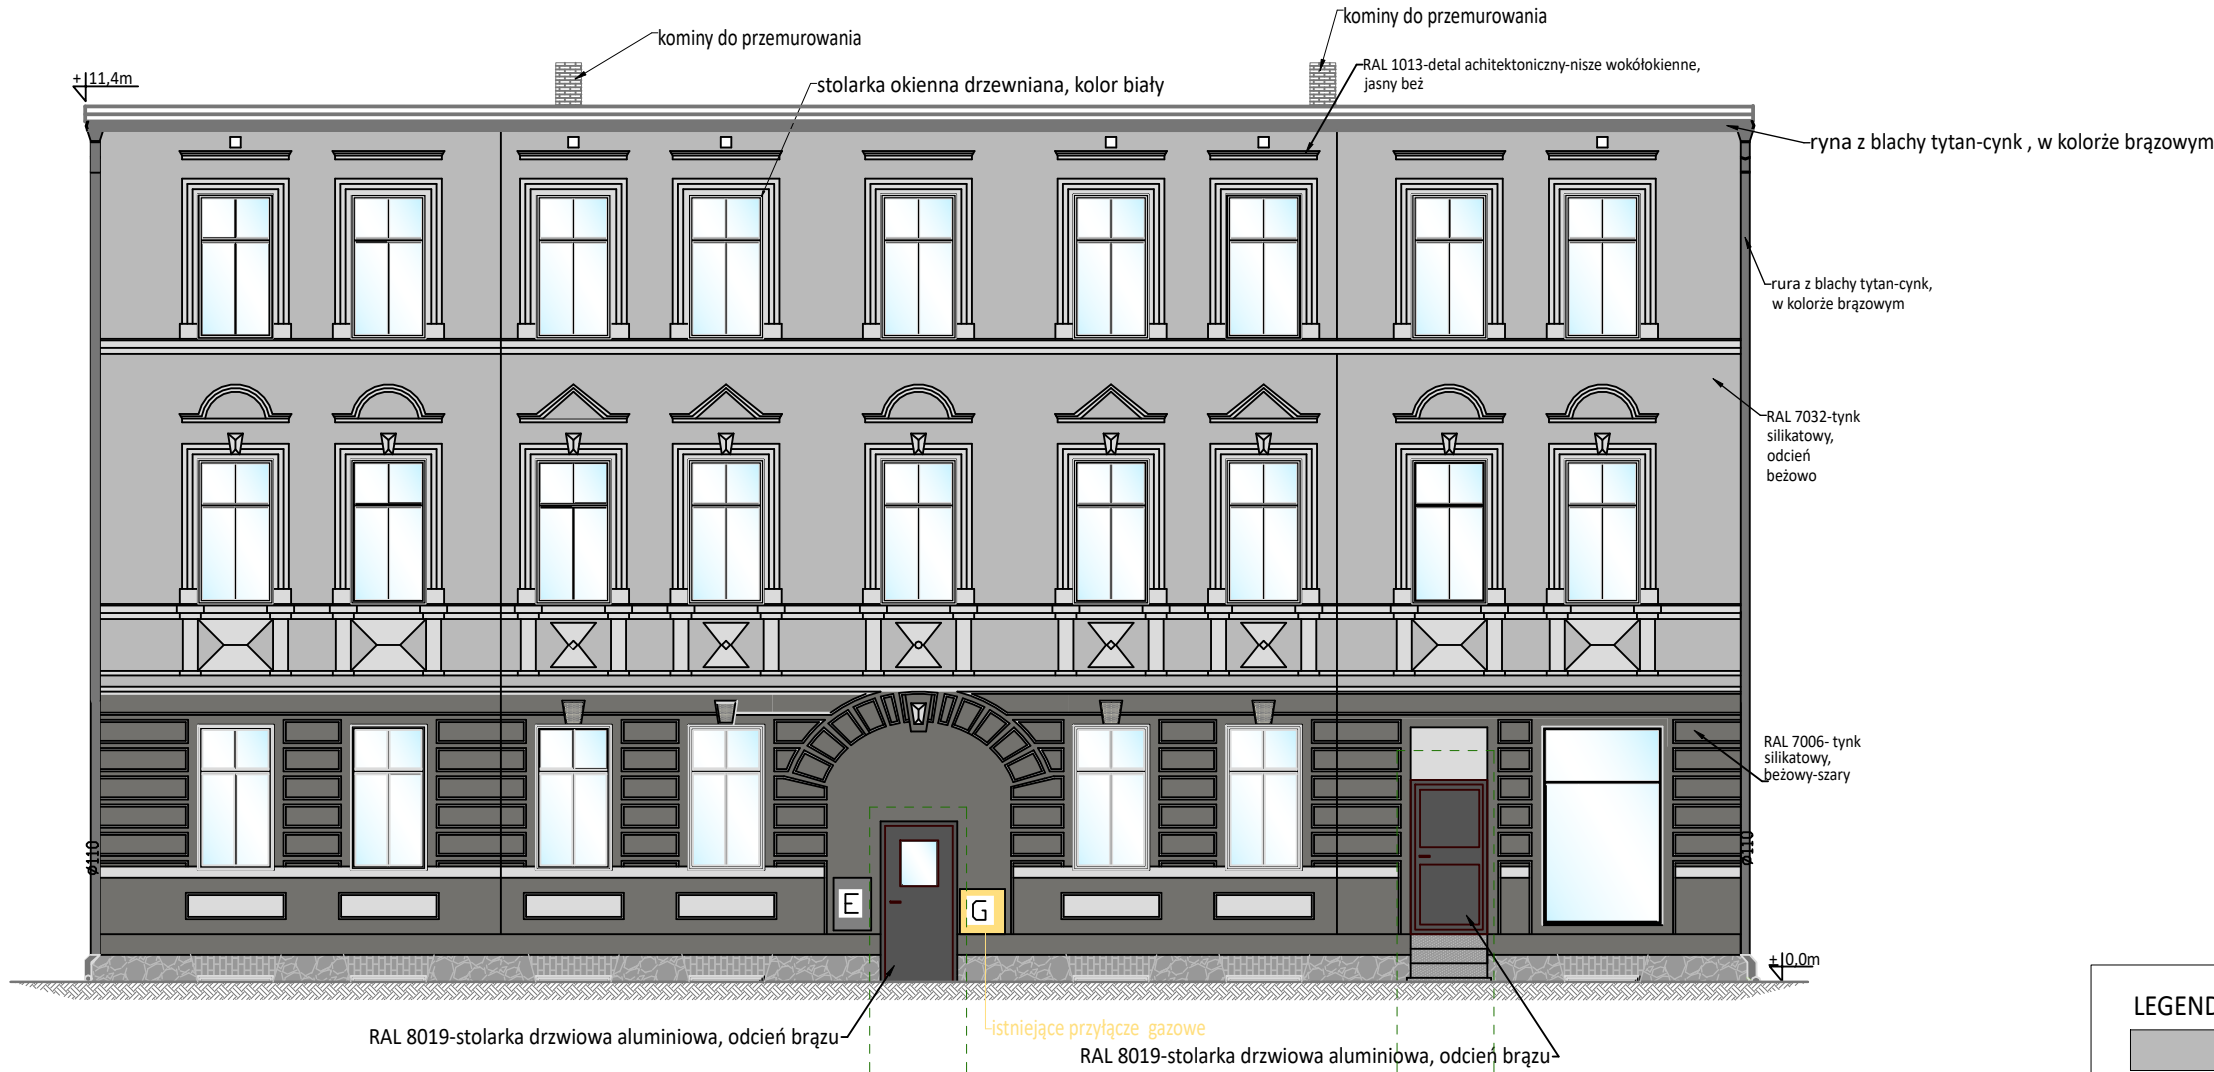 kominy do przemurowania
kominy do przemurowania
+11,4m
stolarka okienna drzewniana, kolor biały
RAL 1013-detal achitektoniczny-nisze wokółokienne,
jasny beż
ryna z blachy tytan-cynk , w kolorże brązowym
rura z blachy tytan-cynk,
w kolorże brązowym
RAL 7032-tynk
silikatowy,
odcień
beżowo
RAL 7006- tynk
silikatowy,
beżowy-szary
ø110
ø110
E
G
+0,0m
istniejące przyłącze gazowe
RAL 8019-stolarka drzwiowa aluminiowa, odcień brązu
RAL 8019-stolarka drzwiowa aluminiowa, odcień brązu
LEGEND